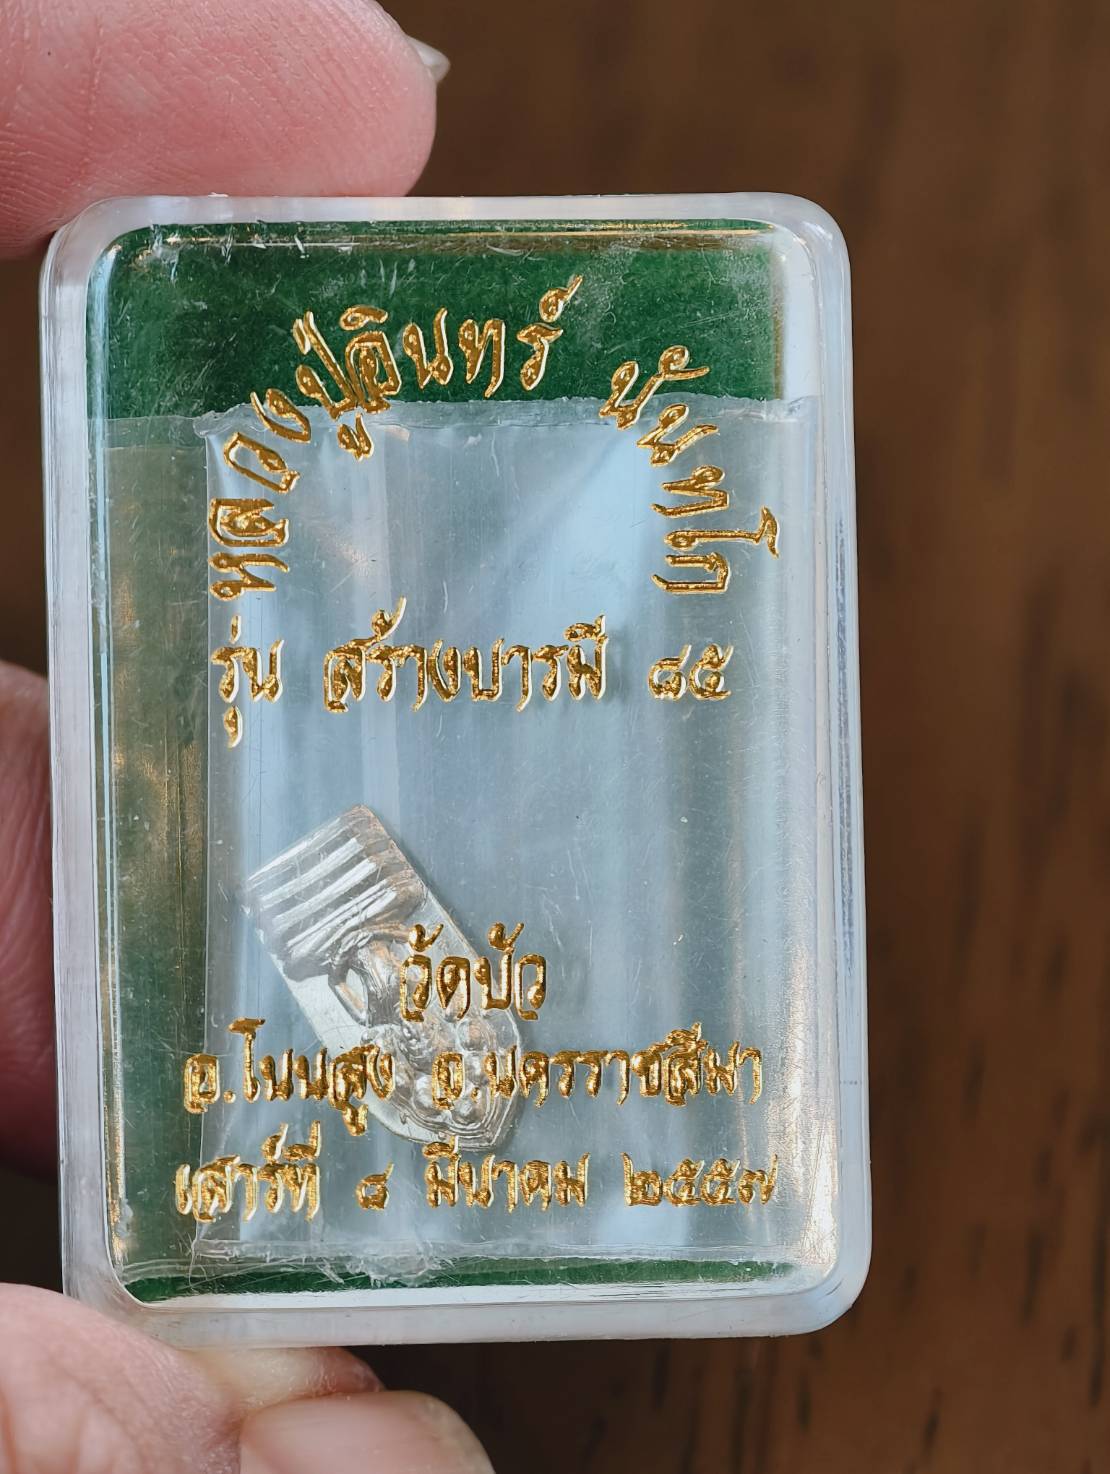 หลวงปู่อินทร์ ขันทโก
รุ่น สร้างบารมี ๘๕
วัดบัว
อ.โนนสูง จ.นครราชสีมา
เสาร์ที่ ๘ มีนาคม ๒๕๕๗